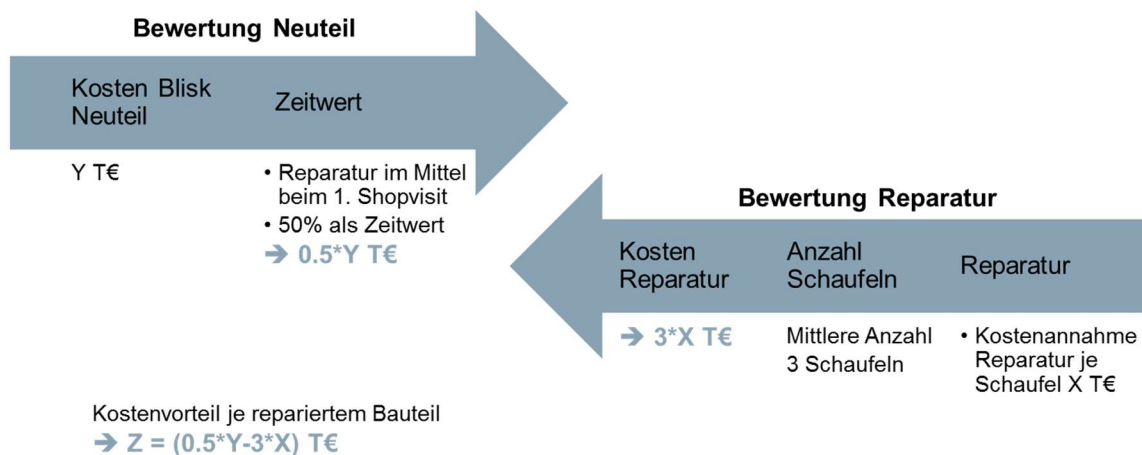 Bewertung Neuteil
Kosten Blisk
Neuteil
Zeitwert
Y T€
• Reparatur im Mittel
beim 1. Shopvisit
• 50% als Zeitwert
➔ 0.5*Y T€
Bewertung Reparatur
Kosten
Reparatur
Anzahl
Schaufeln
Reparatur
➔ 3*X T€
Mittlere Anzahl
3 Schaufeln
• Kostenannahme
Reparatur je
Schaufel X T€
Kostenvorteil je repariertem Bauteil
➔ Z = (0.5*Y-3*X) T€